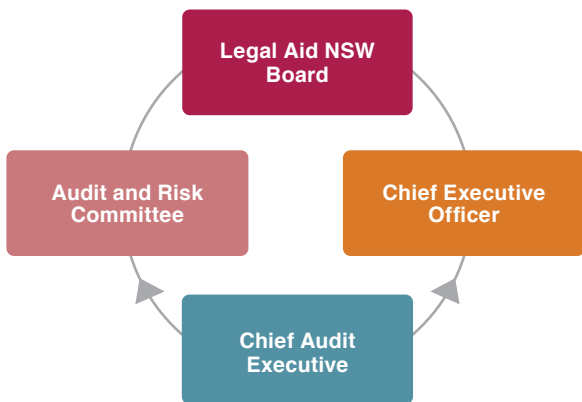 Legal Aid NSW
Board
Audit and Risk
Committee
Chief Executive
Officer
Chief Audit
Executive